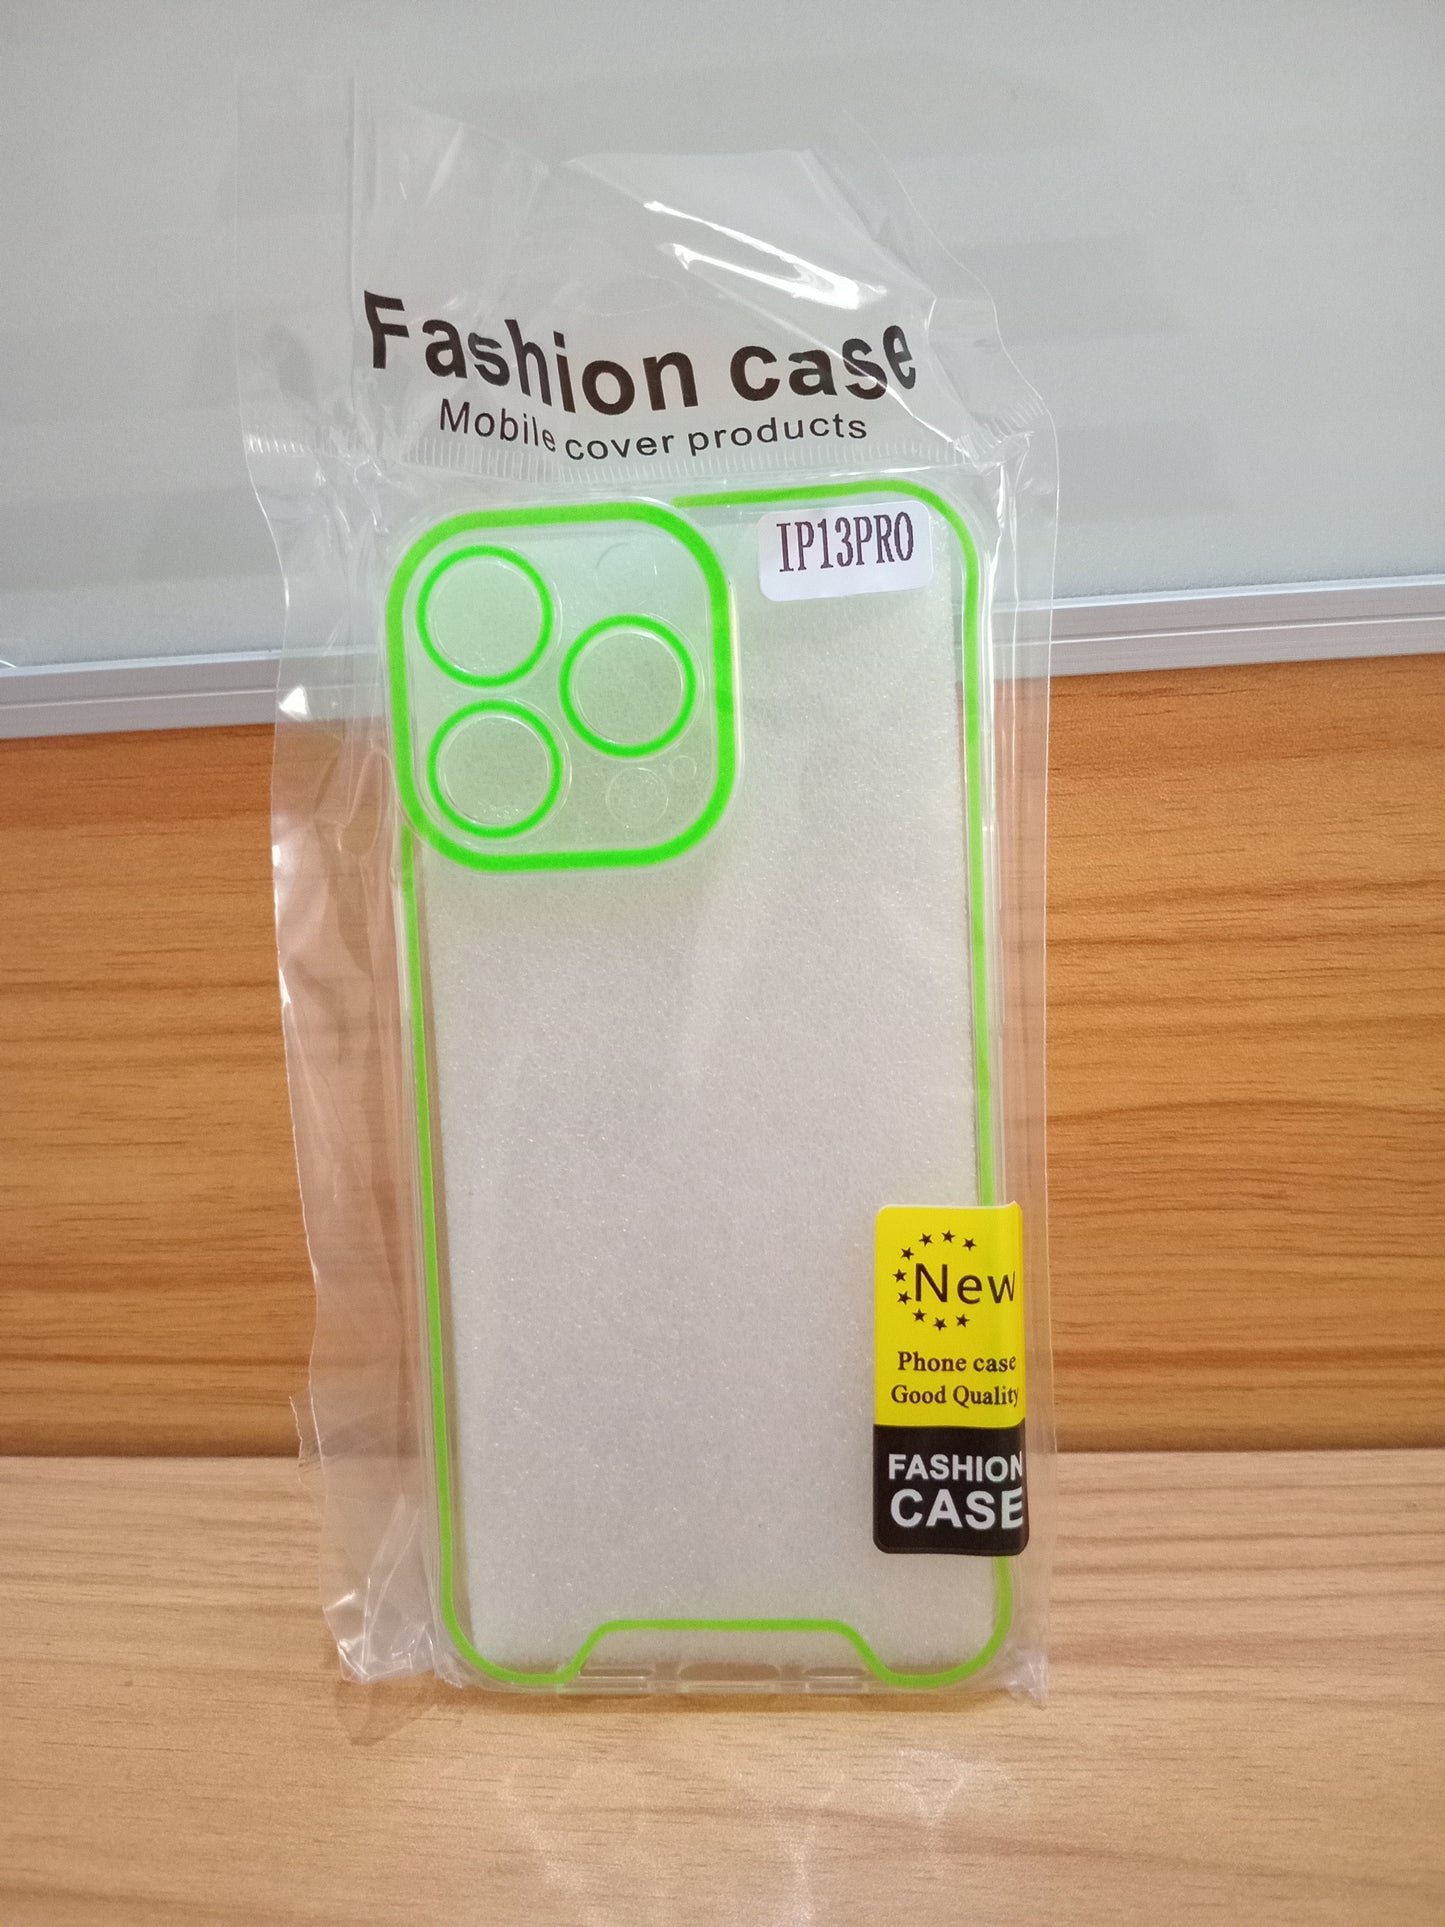 Fashion case
Mobile cover products
IP13PRO
New
Phone case
Good Quality
FASHION
CASE